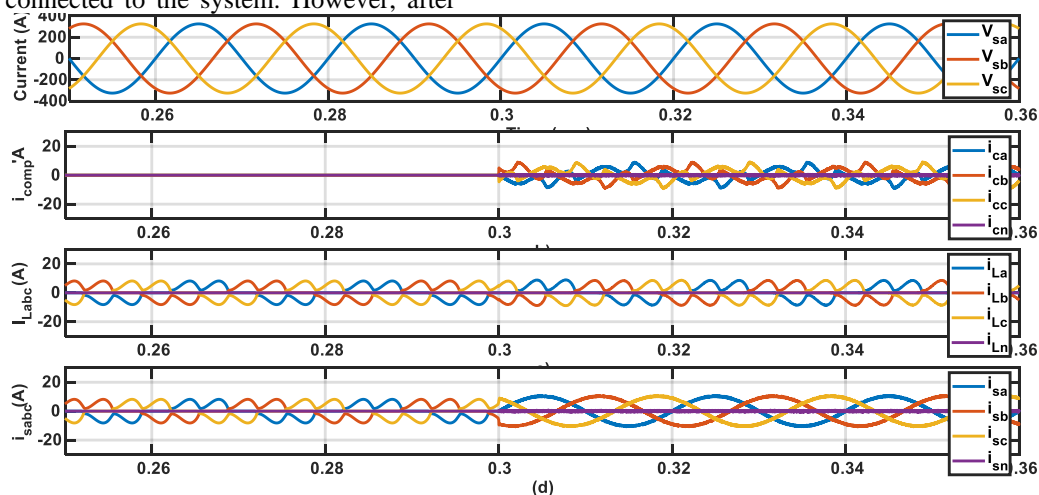 connected to the system. However, after
Current (A)
400
200
0
-200
-400
V_sa
V_sb
V_sc
0.26 0.28 0.3 0.32 0.34 0.36
i_comp'A
20
0
-20
i_ca
i_cb
i_cc
i_cn
0.26 0.28 0.3 0.32 0.34 0.36
I_Labc(A)
20
0
-20
i_La
i_Lb
i_Lc
i_Ln
0.26 0.28 0.3 0.32 0.34 .36
i_sabc(A)
20
0
-20
i_sa
i_sb
i_sc
i_sn
0.26 0.28 0.3 0.32 0.34 0.36
(d)